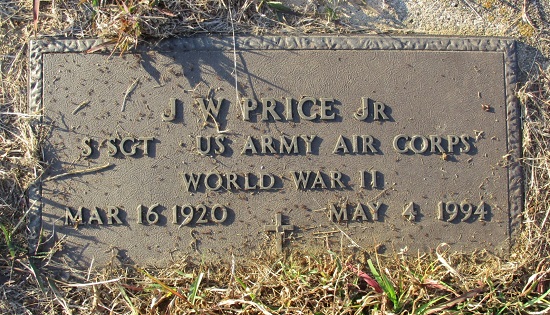 J W PRICE JR
S SGT US ARMY AIR CORPS
WORLD WAR II
MAR 16 1920 MAY 4 1994